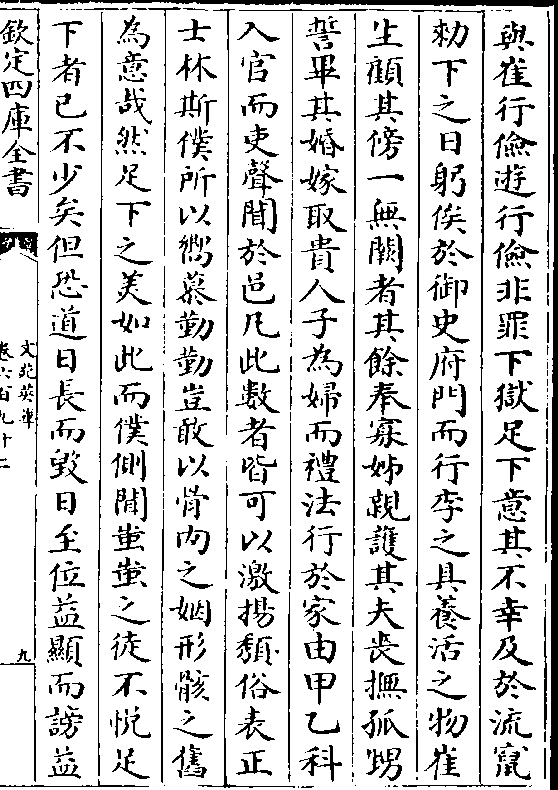 與崔行儉遊行儉非罪下獄足下意其不幸及於流竄
勑下之日躬俟於御史府門而行李之具養活之物崔
生顧其傍一無闕者其餘奉寡姊親護其夫喪撫孤甥
誓畢其婚嫁取貴人子為婦而禮法行於家由甲乙科
入官而吏聲聞於邑凡此數者皆可以激揚頽俗表正
士林斯僕所以嚮慕勤勤豈敢以骨肉之姻形骸之舊
為意哉然足下之美如此而僕側聞蚩蚩之徒不悦足
下者已不少矣但恐道日長而毁日至位益顯而謗益
欽定四庫全書
文苑英華
卷六百九十二
九